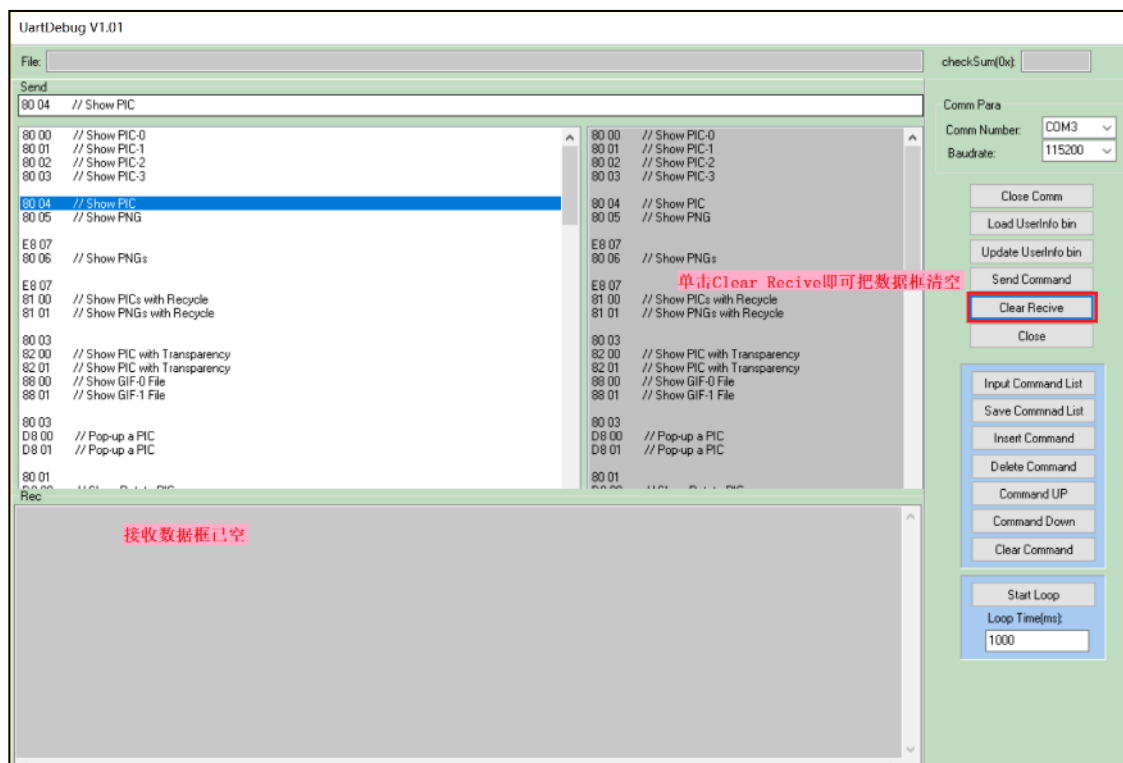 UartDebug V1.01
File:
checkSum(0x):
Send
80 04 // Show PIC
80 00 // Show PIC-0
80 01 // Show PIC-1
80 02 // Show PIC-2
80 03 // Show PIC-3
80 04 // Show PIC
80 05 // Show PNG
E8 07
80 06 // Show PNGs
E8 07
81 00 // Show PICs with Recycle
81 01 // Show PNGs with Recycle
80 03
82 00 // Show PIC with Transparency
82 01 // Show PIC with Transparency
88 00 // Show GIF-0 File
88 01 // Show GIF-1 File
80 03
D8 00 // Pop-up a PIC
D8 01 // Pop-up a PIC
80 01
80 00 // Show PIC-0
80 01 // Show PIC-1
80 02 // Show PIC-2
80 03 // Show PIC-3
80 04 // Show PIC
80 05 // Show PNG
E8 07
80 06 // Show PNGs
单击Clear Recive即可把数据框清空
E8 07
81 00 // Show PICs with Recycle
81 01 // Show PNGs with Recycle
80 03
82 00 // Show PIC with Transparency
82 01 // Show PIC with Transparency
88 00 // Show GIF-0 File
88 01 // Show GIF-1 File
80 03
D8 00 // Pop-up a PIC
D8 01 // Pop-up a PIC
80 01
Rec
接收数据框已空
Comm Para
Comm Number: COM3
Baudrate: 115200
Close Comm
Load UserInfo bin
Update UserInfo bin
Send Command
Clear Recive
Close
Input Command List
Save Commnad List
Insert Command
Delete Command
Command UP
Command Down
Clear Command
Start Loop
Loop Time(ms):
1000